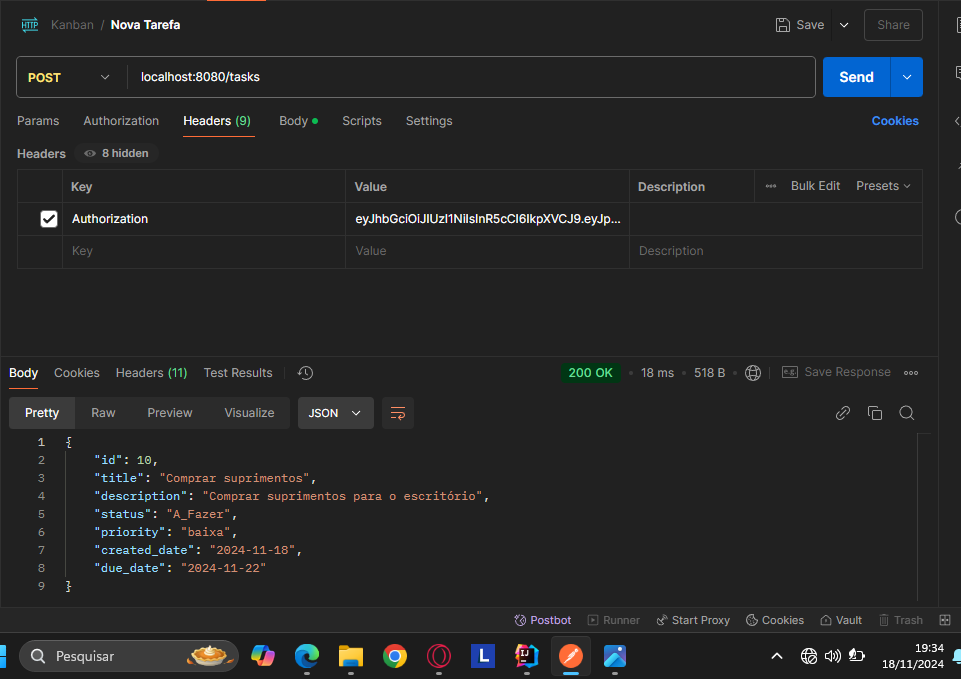 HTTP Kanban / Nova Tarefa Save Share
POST localhost:8080/tasks Send
Params Authorization Headers (9) Body Scripts Settings Cookies
Headers 8 hidden
Key Value Description Bulk Edit Presets
Authorization eyJhbGciOiJIUzI1NiIsInR5cCI6IkpXVCJ9.eyJp...
Key Value Description
Body Cookies Headers (11) Test Results 200 OK 18 ms 518 B e.g. Save Response
Pretty Raw Preview Visualize JSON
1 {
2 "id": 10,
3 "title": "Comprar suprimentos",
4 "description": "Comprar suprimentos para o escritório",
5 "status": "A_Fazer",
6 "priority": "baixa",
7 "created_date": "2024-11-18",
8 "due_date": "2024-11-22"
9 }
Postbot Runner Start Proxy Cookies Vault Trash
Pesquisar L IJ 19:34
18/11/2024